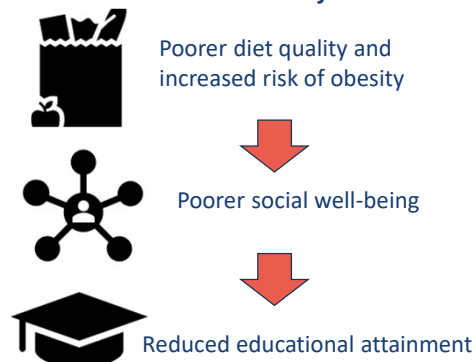 Poorer diet quality and
increased risk of obesity
Poorer social well-being
Reduced educational attainment